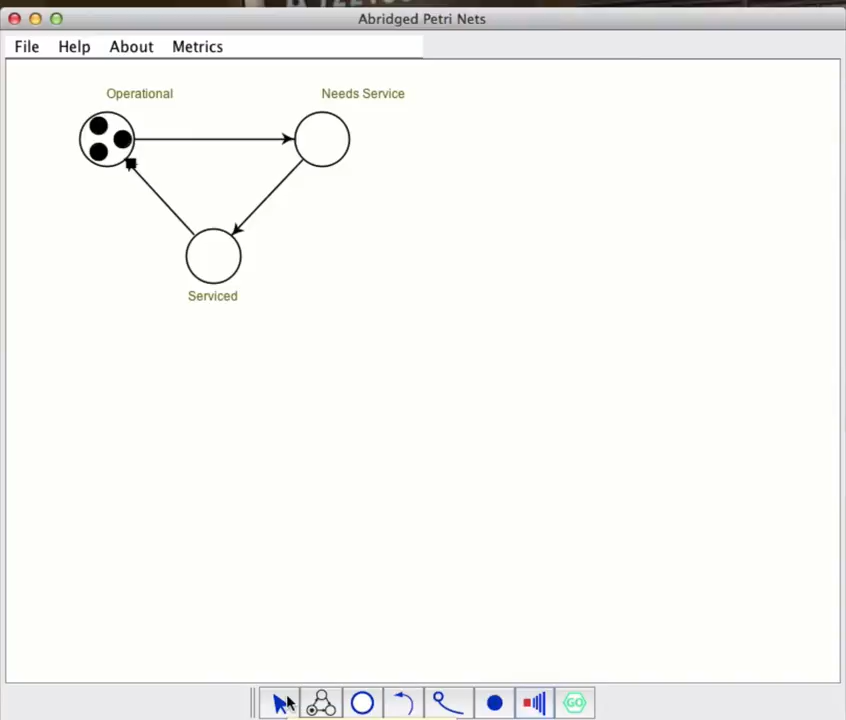 Abridged Petri Nets
File Help About Metrics
Operational
Needs Service
Serviced
GO